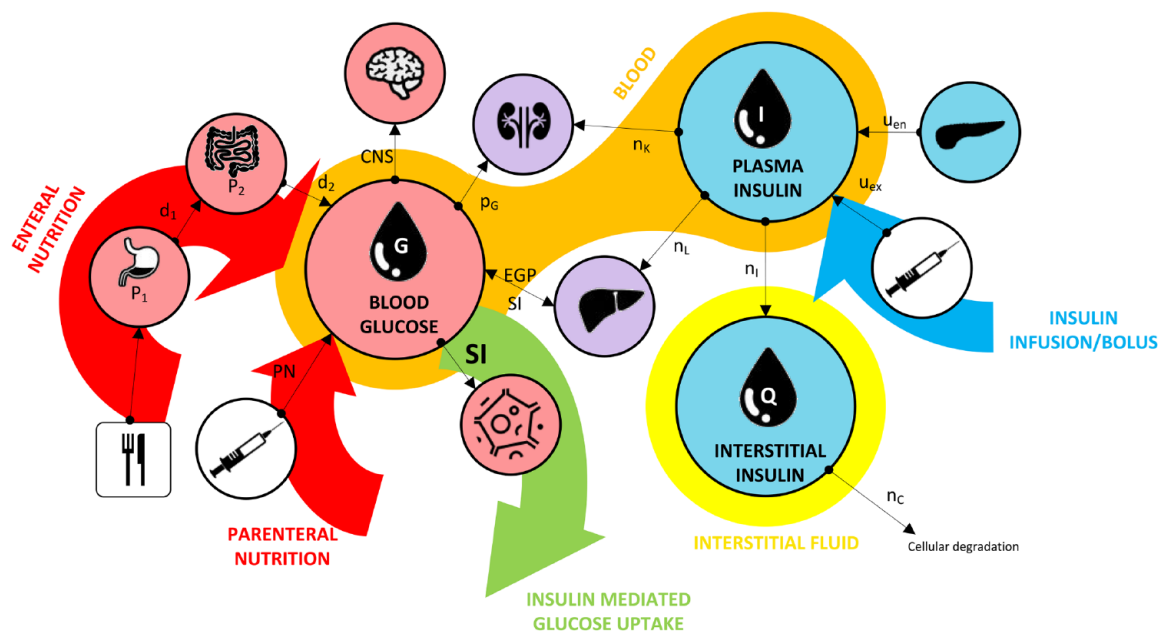 BLOOD
ENTERAL
NUTRITION
P2
d1
d2
P1
CNS
pG
nK
G
BLOOD
GLUCOSE
EGP
SI
nL
I
PLASMA
INSULIN
uen
uex
nI
INSULIN
INFUSION/BOLUS
PN
SI
Q
INTERSTITIAL
INSULIN
nC
Cellular degradation
PARENTERAL
NUTRITION
INTERSTITIAL FLUID
INSULIN MEDIATED
GLUCOSE UPTAKE